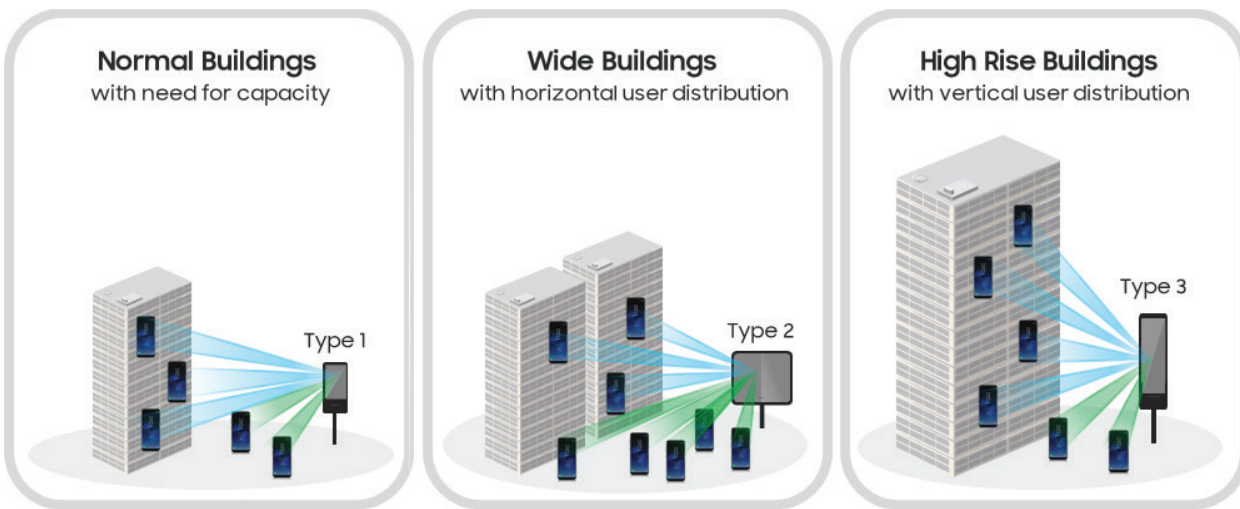 Normal Buildings
with need for capacity
Type 1
Wide Buildings
with horizontal user distribution
Type 2
High Rise Buildings
with vertical user distribution
Type 3